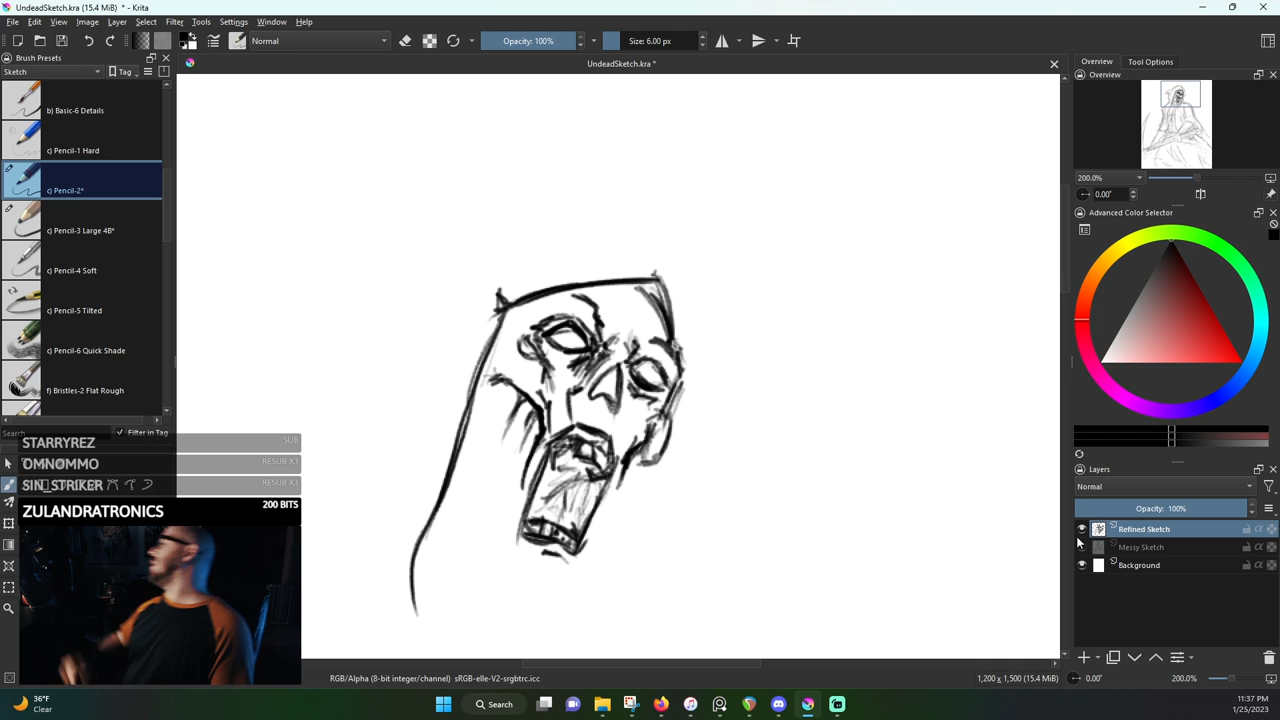 UndeadSketch.kra (15.4 MiB) * - Krita
File Edit View Image Layer Select Filter Tools Settings Window Help
Normal
Opacity: 100%
Size: 6.00 px
Brush Presets
Sketch
Tag
UndeadSketch.kra *
Overview
Tool Options
Overview
b) Basic-6 Details
c) Pencil-1 Hard
c) Pencil-2*
c) Pencil-3 Large 4B*
c) Pencil-4 Soft
c) Pencil-5 Tilted
c) Pencil-6 Quick Shade
f) Bristles-2 Flat Rough
Search
Filter in Tag
200.0%
0.00°
Advanced Color Selector
STARRYREZ SUB
OMNOMMO RESUB X3
SIN_STRIKER RESUB X3
ZULANDRATRONICS 200 BITS
Layers
Normal
Opacity: 100%
Refined Sketch
Messy Sketch
Background
RGB/Alpha (8-bit integer/channel) sRGB-elle-V2-srgbtrc.icc
1,200 x 1,500 (15.4 MiB)
0.00°
200.0%
36°F
Clear
Search
11:37 PM
1/25/2023